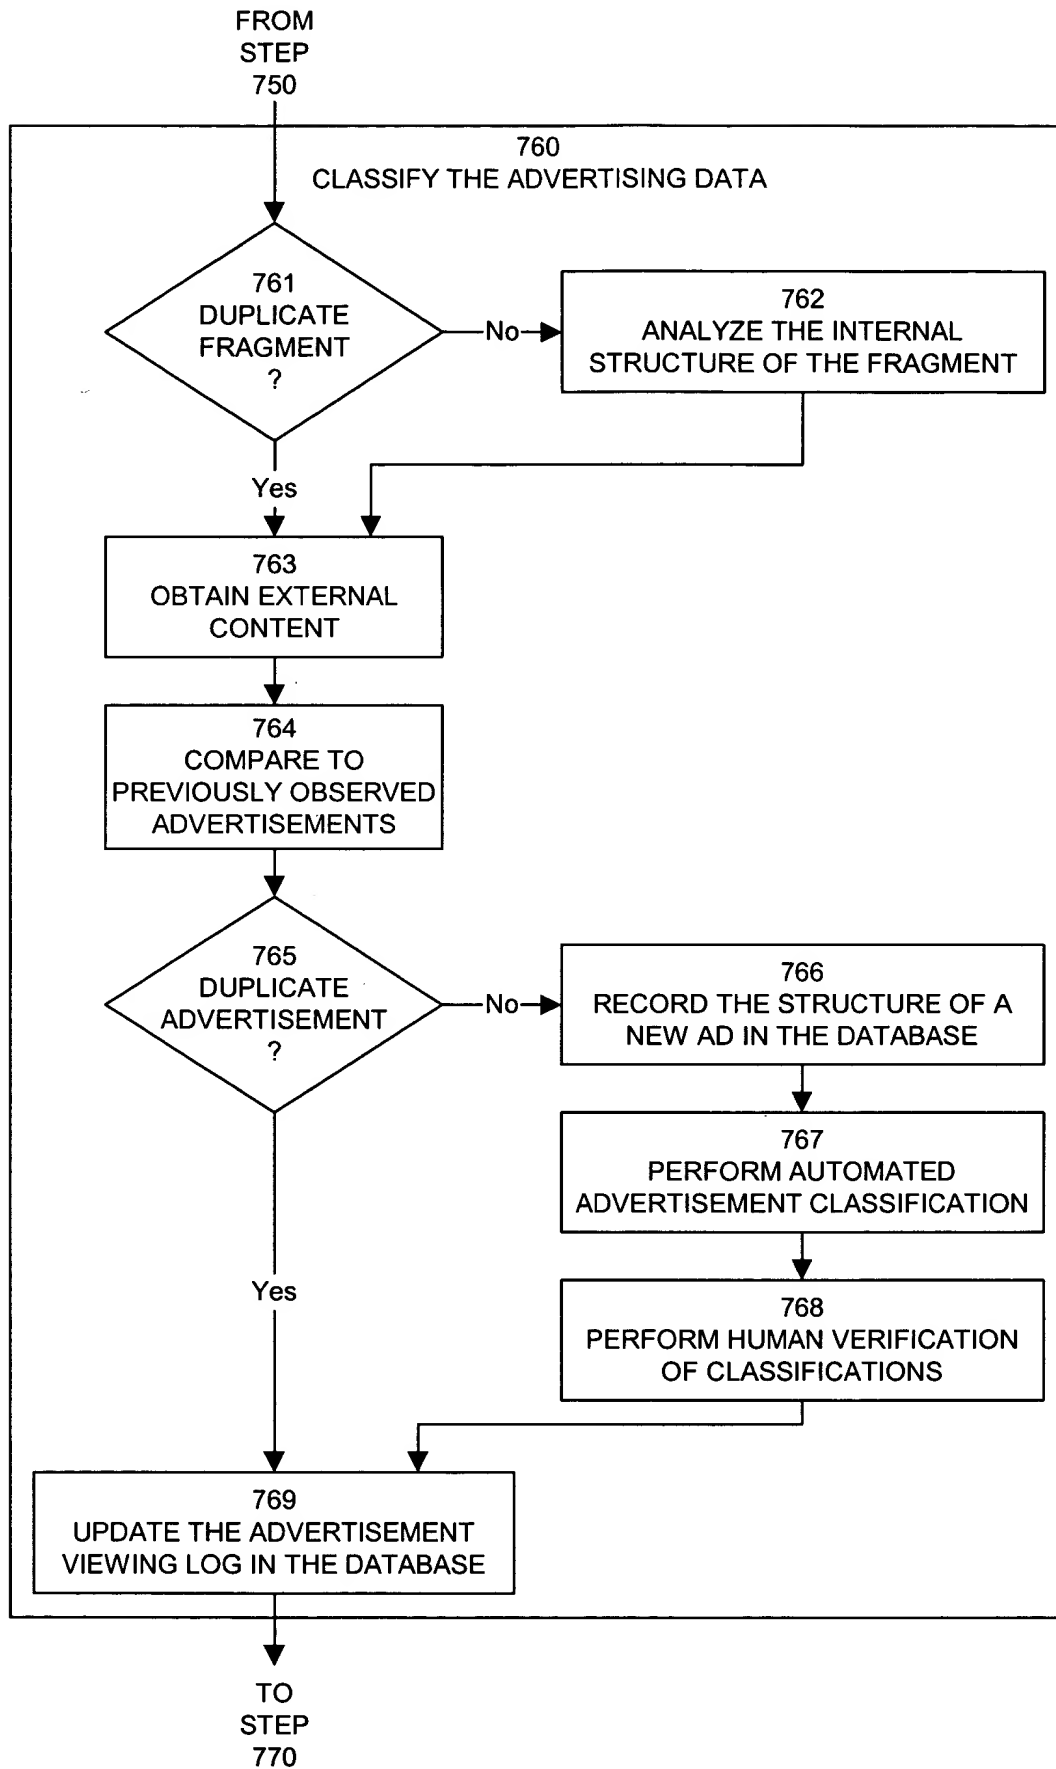 FROM
STEP
750
760
CLASSIFY THE ADVERTISING DATA
761
DUPLICATE
FRAGMENT
?
No
762
ANALYZE THE INTERNAL
STRUCTURE OF THE FRAGMENT
Yes
763
OBTAIN EXTERNAL
CONTENT
764
COMPARE TO
PREVIOUSLY OBSERVED
ADVERTISEMENTS
765
DUPLICATE
ADVERTISEMENT
?
No
766
RECORD THE STRUCTURE OF A
NEW AD IN THE DATABASE
767
PERFORM AUTOMATED
ADVERTISEMENT CLASSIFICATION
Yes
768
PERFORM HUMAN VERIFICATION
OF CLASSIFICATIONS
769
UPDATE THE ADVERTISEMENT
VIEWING LOG IN THE DATABASE
TO
STEP
770